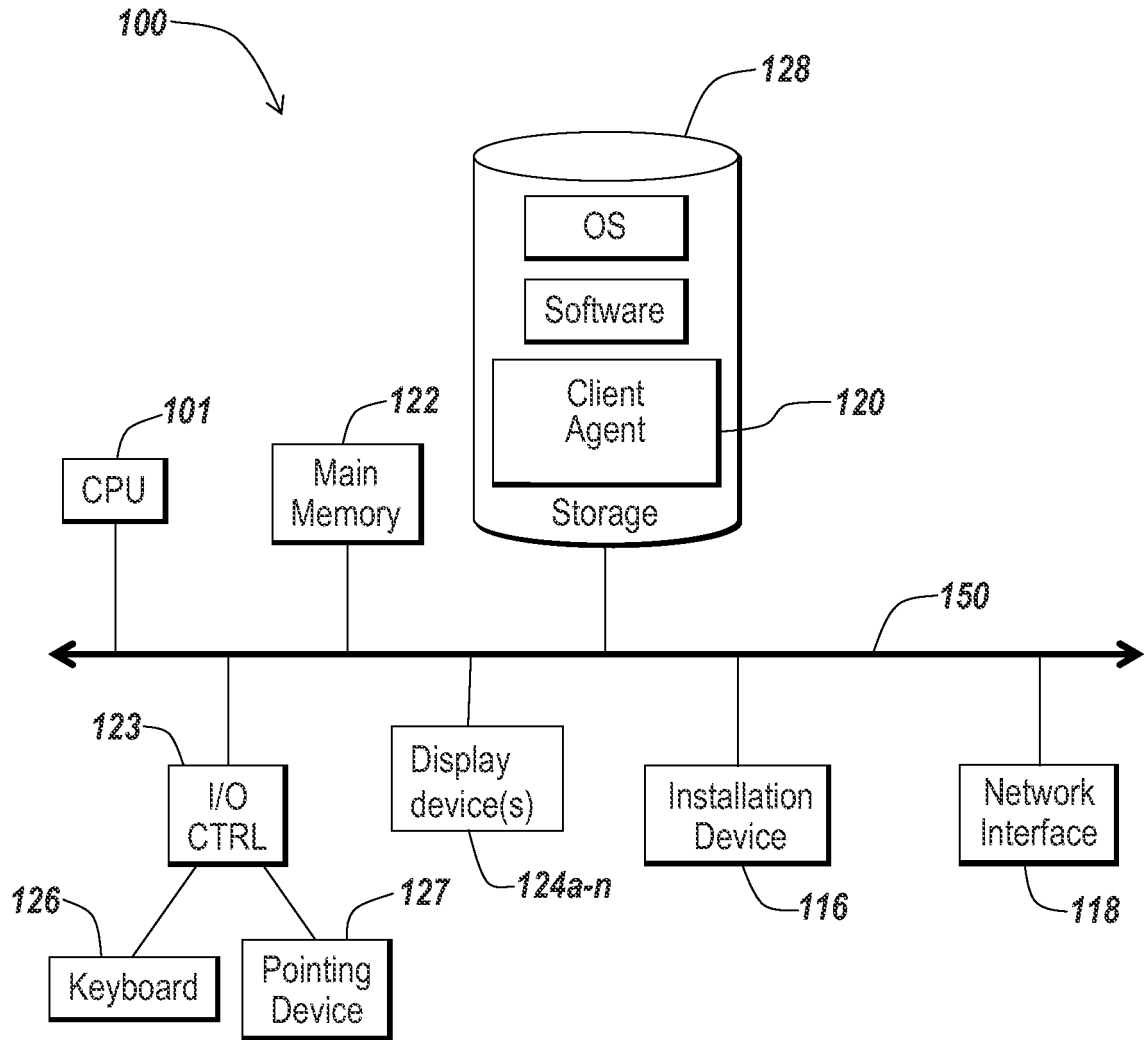 100
128
OS
Software
Client
Agent
120
Storage
101
CPU
122
Main
Memory
150
123
I/O
CTRL
Display
device(s)
124a-n
Installation
Device
116
Network
Interface
118
126
Keyboard
127
Pointing
Device